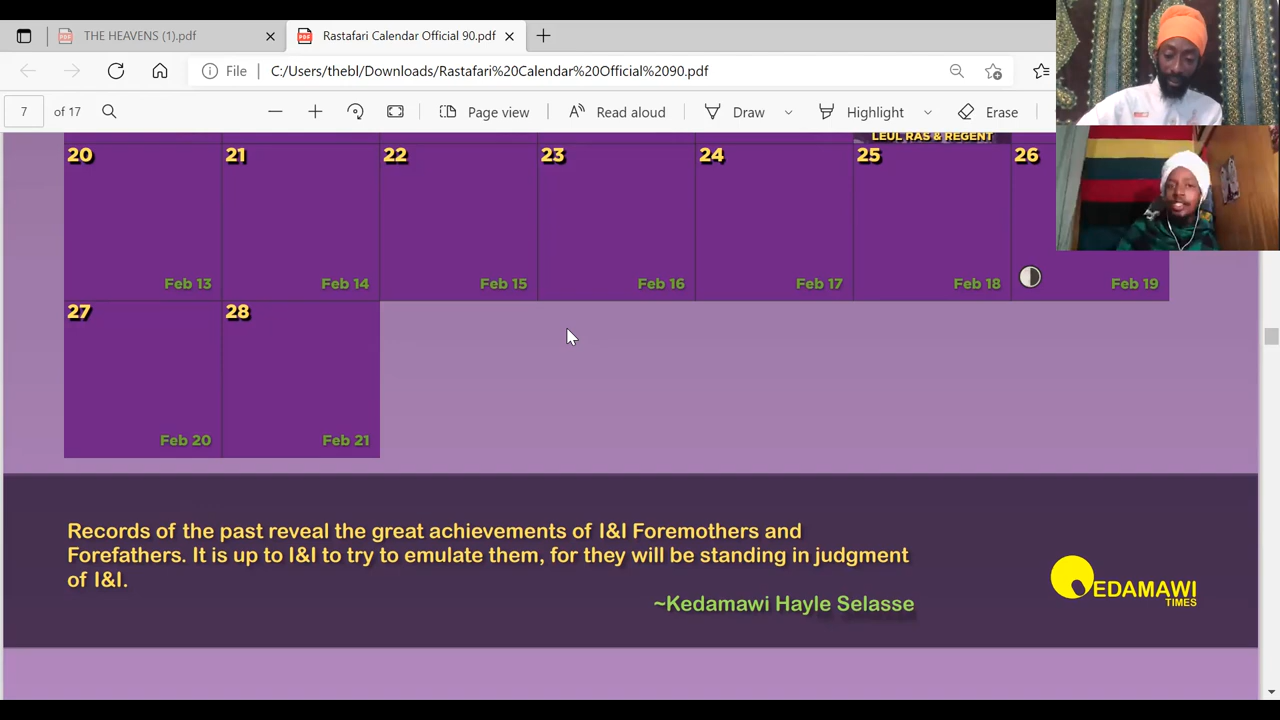 THE HEAVENS (1).pdf
Rastafari Calendar Official 90.pdf
File
C:/Users/thebl/Downloads/Rastafari%20Calendar%20Official%2090.pdf
7 of 17
Page view
Read aloud
Draw
Highlight
Erase
LEUL RAS & REGENT
20 21 22 23 24 25 26
Feb 13 Feb 14 Feb 15 Feb 16 Feb 17 Feb 18 Feb 19
27 28
Feb 20 Feb 21
Records of the past reveal the great achievements of I&I Foremothers and
Forefathers. It is up to I&I to try to emulate them, for they will be standing in judgment
of I&I.
~Kedamawi Hayle Selasse
EDAMAWI
TIMES